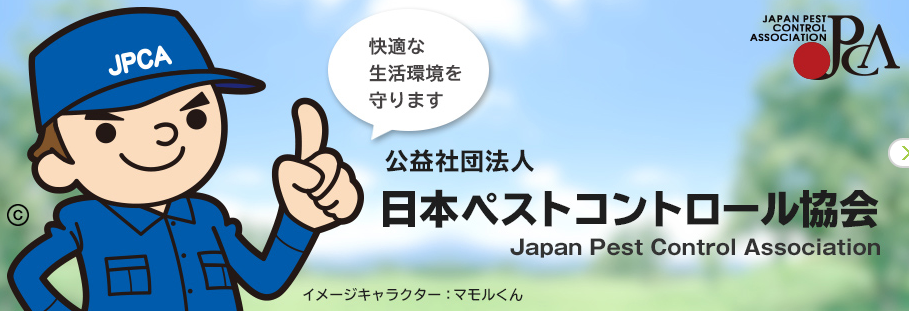 JPCA
快適な
生活環境を
守ります
JAPAN PEST
CONTROL
ASSOCIATION
JPCA
公益社団法人
日本ペストコントロール協会
Japan Pest Control Association
©
イメージキャラクター：マモルくん